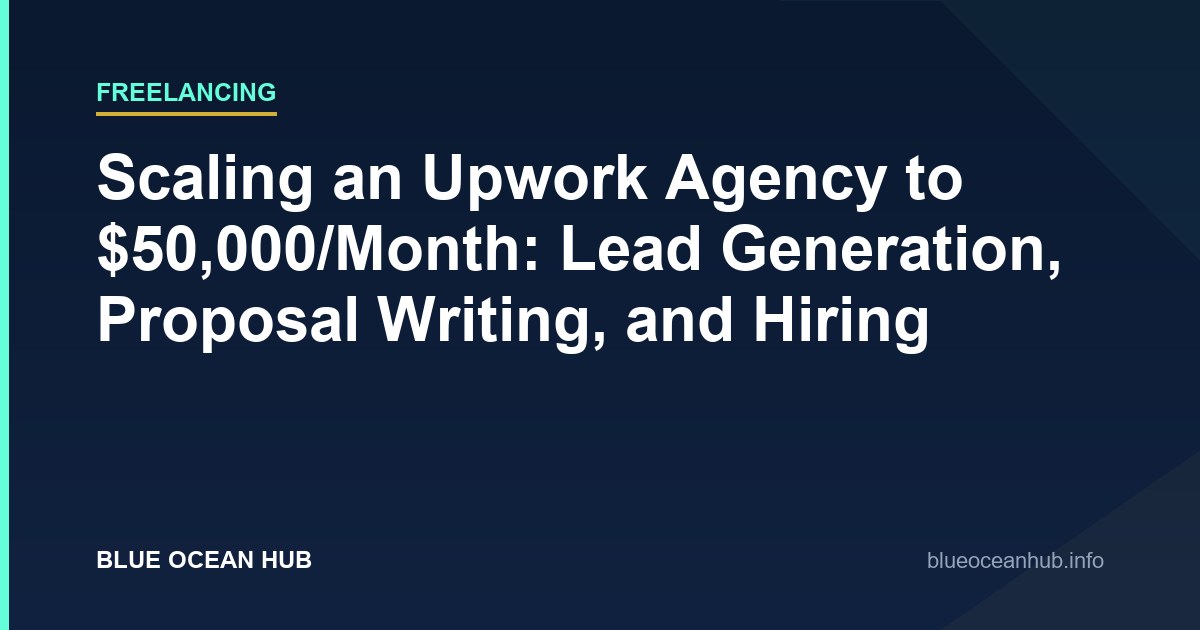 FREELANCING
Scaling an Upwork Agency to
$50,000/Month: Lead Generation,
Proposal Writing, and Hiring
BLUE OCEAN HUB
blueoceanhub.info